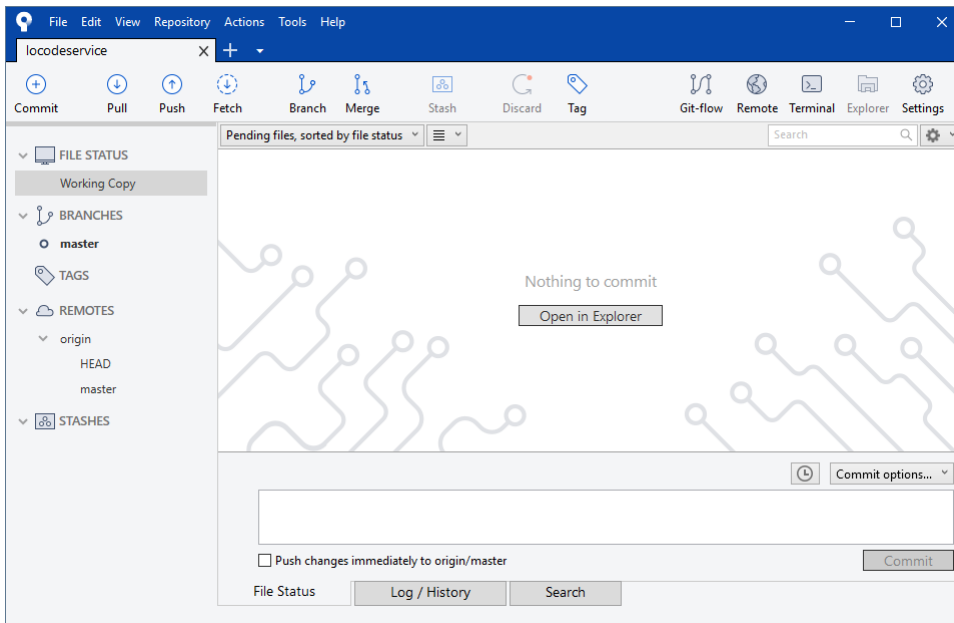 File Edit View Repository Actions Tools Help
locodeservice
Commit Pull Push Fetch Branch Merge Stash Discard Tag Git-flow Remote Terminal Explorer Settings
Pending files, sorted by file status
Search
FILE STATUS
Working Copy
BRANCHES
master
TAGS
REMOTES
origin
HEAD
master
STASHES
Nothing to commit
Open in Explorer
Commit options...
Push changes immediately to origin/master
Commit
File Status Log / History Search